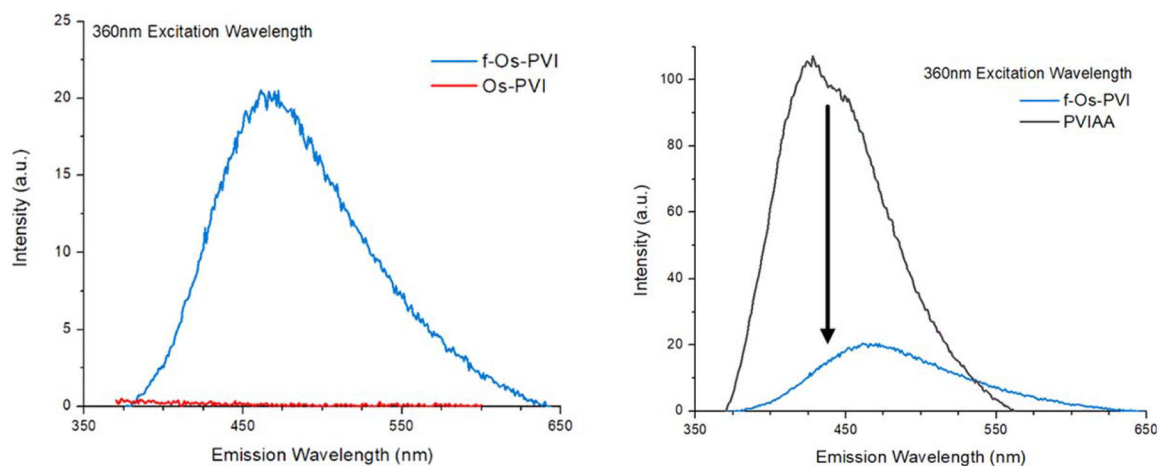 360nm Excitation Wavelength
f-Os-PVI
Os-PVI
25
20
15
10
5
0
Intensity (a.u.)
350
450
550
650
Emission Wavelength (nm)
360nm Excitation Wavelength
f-Os-PVI
PVIAA
100
80
60
40
20
0
Intensity (a.u.)
350
450
550
650
Emission Wavelength (nm)